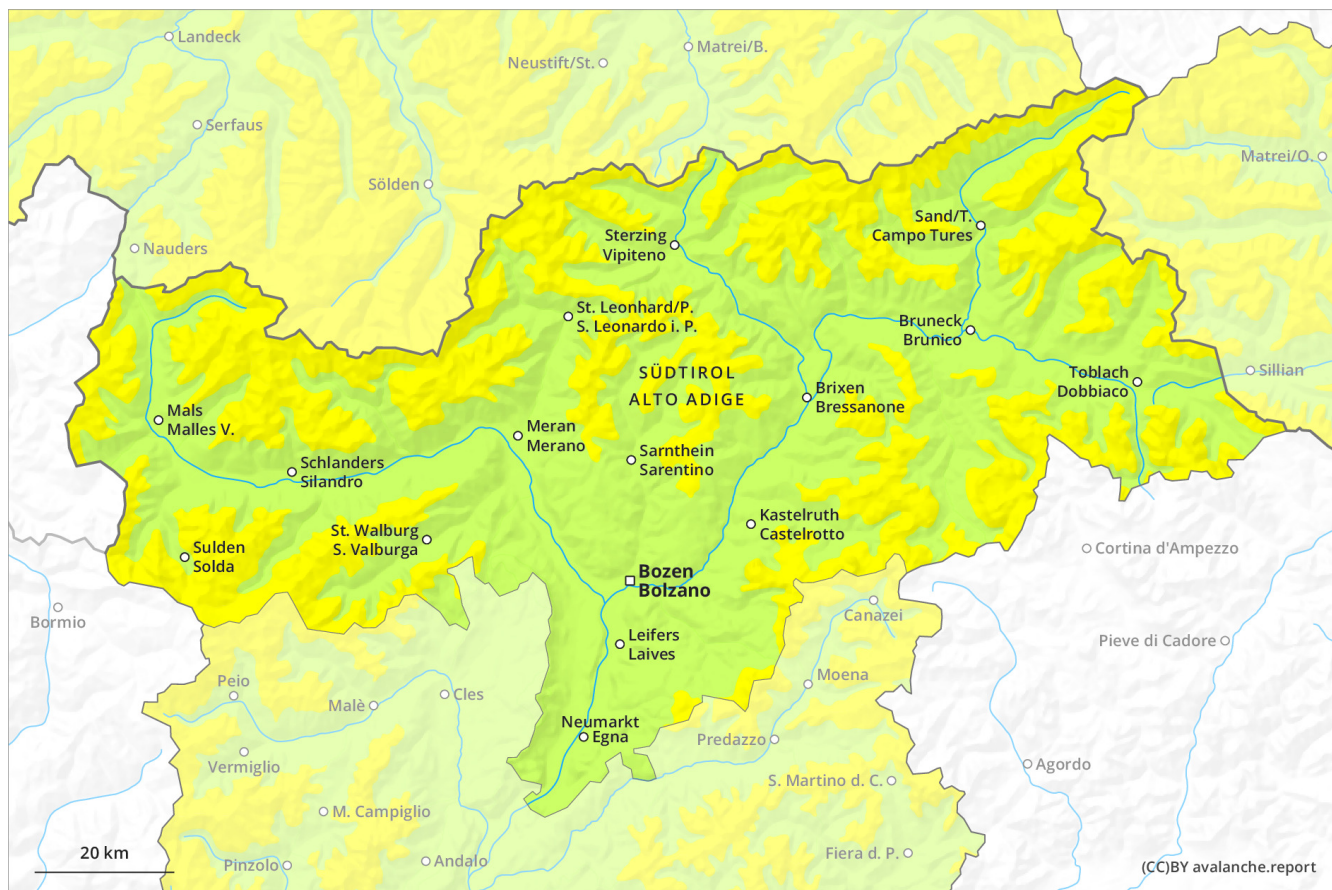 Landeck
Matrei/B.
Neustift/St.
Serfaus
Matrei/O.
Sölden
Sand/T.
Campo Tures
Sterzing
Vipiteno
Nauders
St. Leonhard/P.
S. Leonardo i. P.
Bruneck
Brunico
SÜDTIROL
ALTO ADIGE
Toblach
Dobbiaco
Sillian
Brixen
Bressanone
Mals
Malles V.
Meran
Merano
Sarnthein
Sarentino
Schlanders
Silandro
Kastelruth
Castelrotto
St. Walburg
S. Valburga
Sulden
Solda
Cortina d'Ampezzo
Bozen
Bolzano
Bormio
Canazei
Leifers
Laives
Pieve di Cadore
Peio
Moena
Malè
Cles
Neumarkt
Egna
Predazzo
Vermiglio
Agordo
S. Martino d. C.
M. Campiglio
20 km
Andalo
Fiera d. P.
Pinzolo
(CC)BY avalanche.report